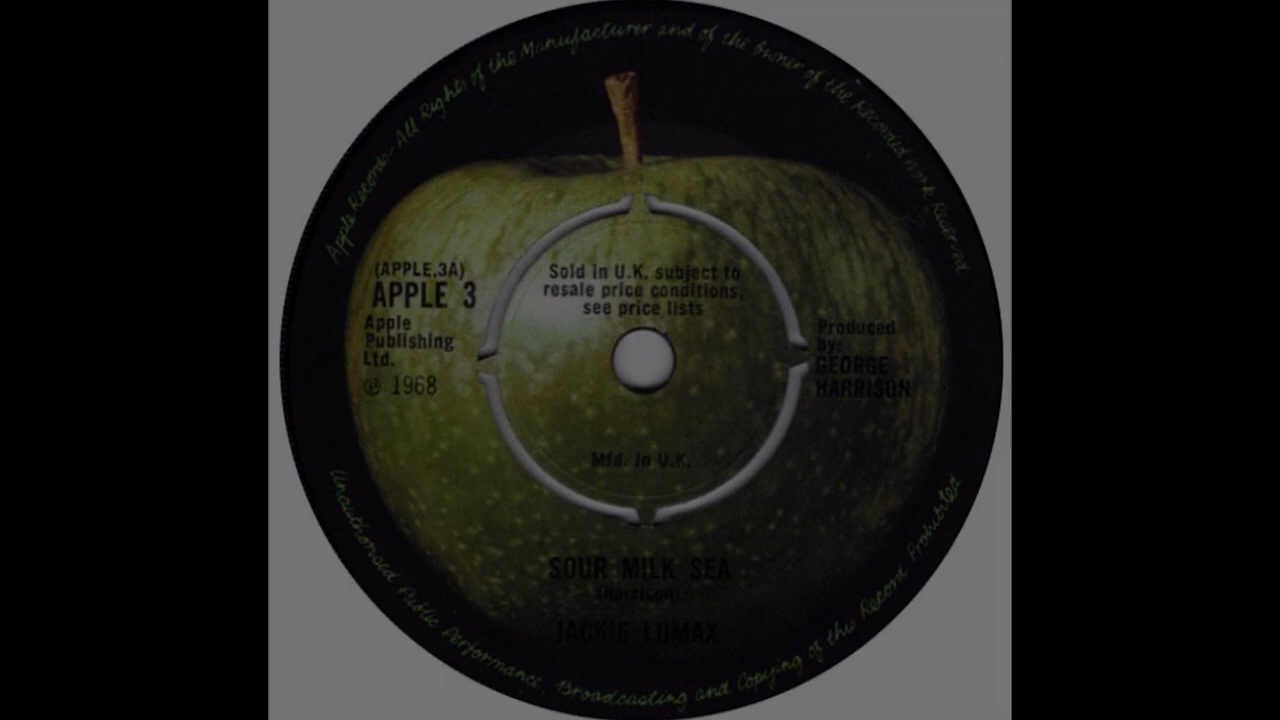 Apple Records. All Rights of the Manufacturer and of the Owner of the Recorded Work Reserved
(APPLE.3A)
APPLE 3
Apple
Publishing
Ltd.
℗ 1968
Sold in U.K. subject to
resale price conditions,
see price lists
Produced
by:
GEORGE
HARRISON
Mfd. in U.K.
SOUR MILK SEA
(Harrison)
JACKIE LOMAX
Unauthorised Public Performance, Broadcasting and Copying of this Record Prohibited